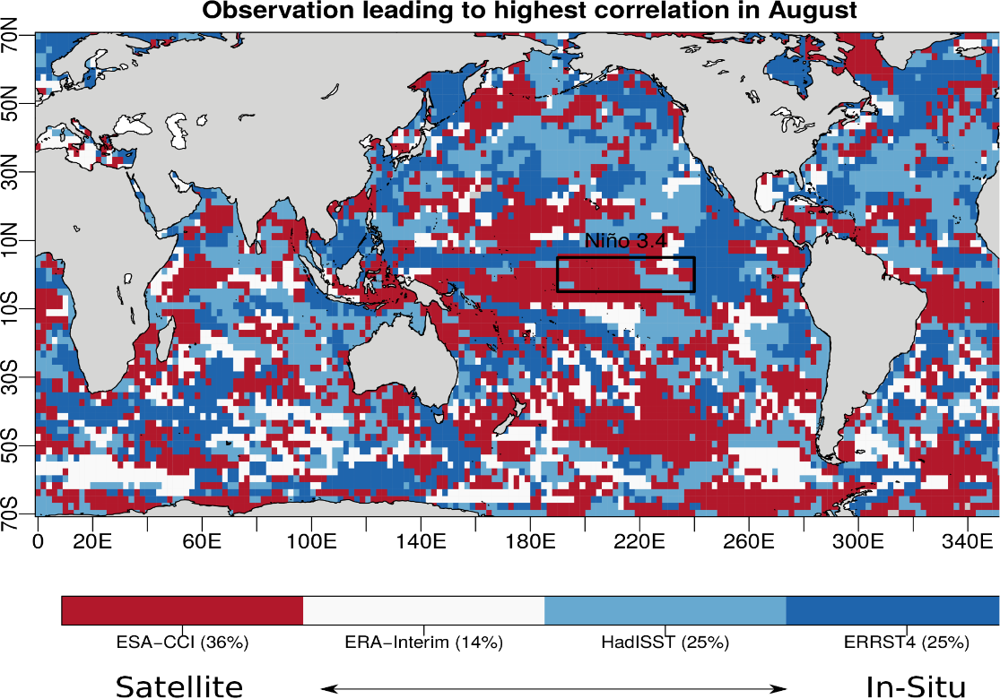 Observation leading to highest correlation in August
70N
50N
30N
10N
10S
30S
50S
70S
Niño 3.4
0 20E 60E 100E 140E 180E 220E 260E 300E 340E
ESA−CCI (36%) ERA−Interim (14%) HadISST (25%) ERRST4 (25%)
Satellite In-Situ